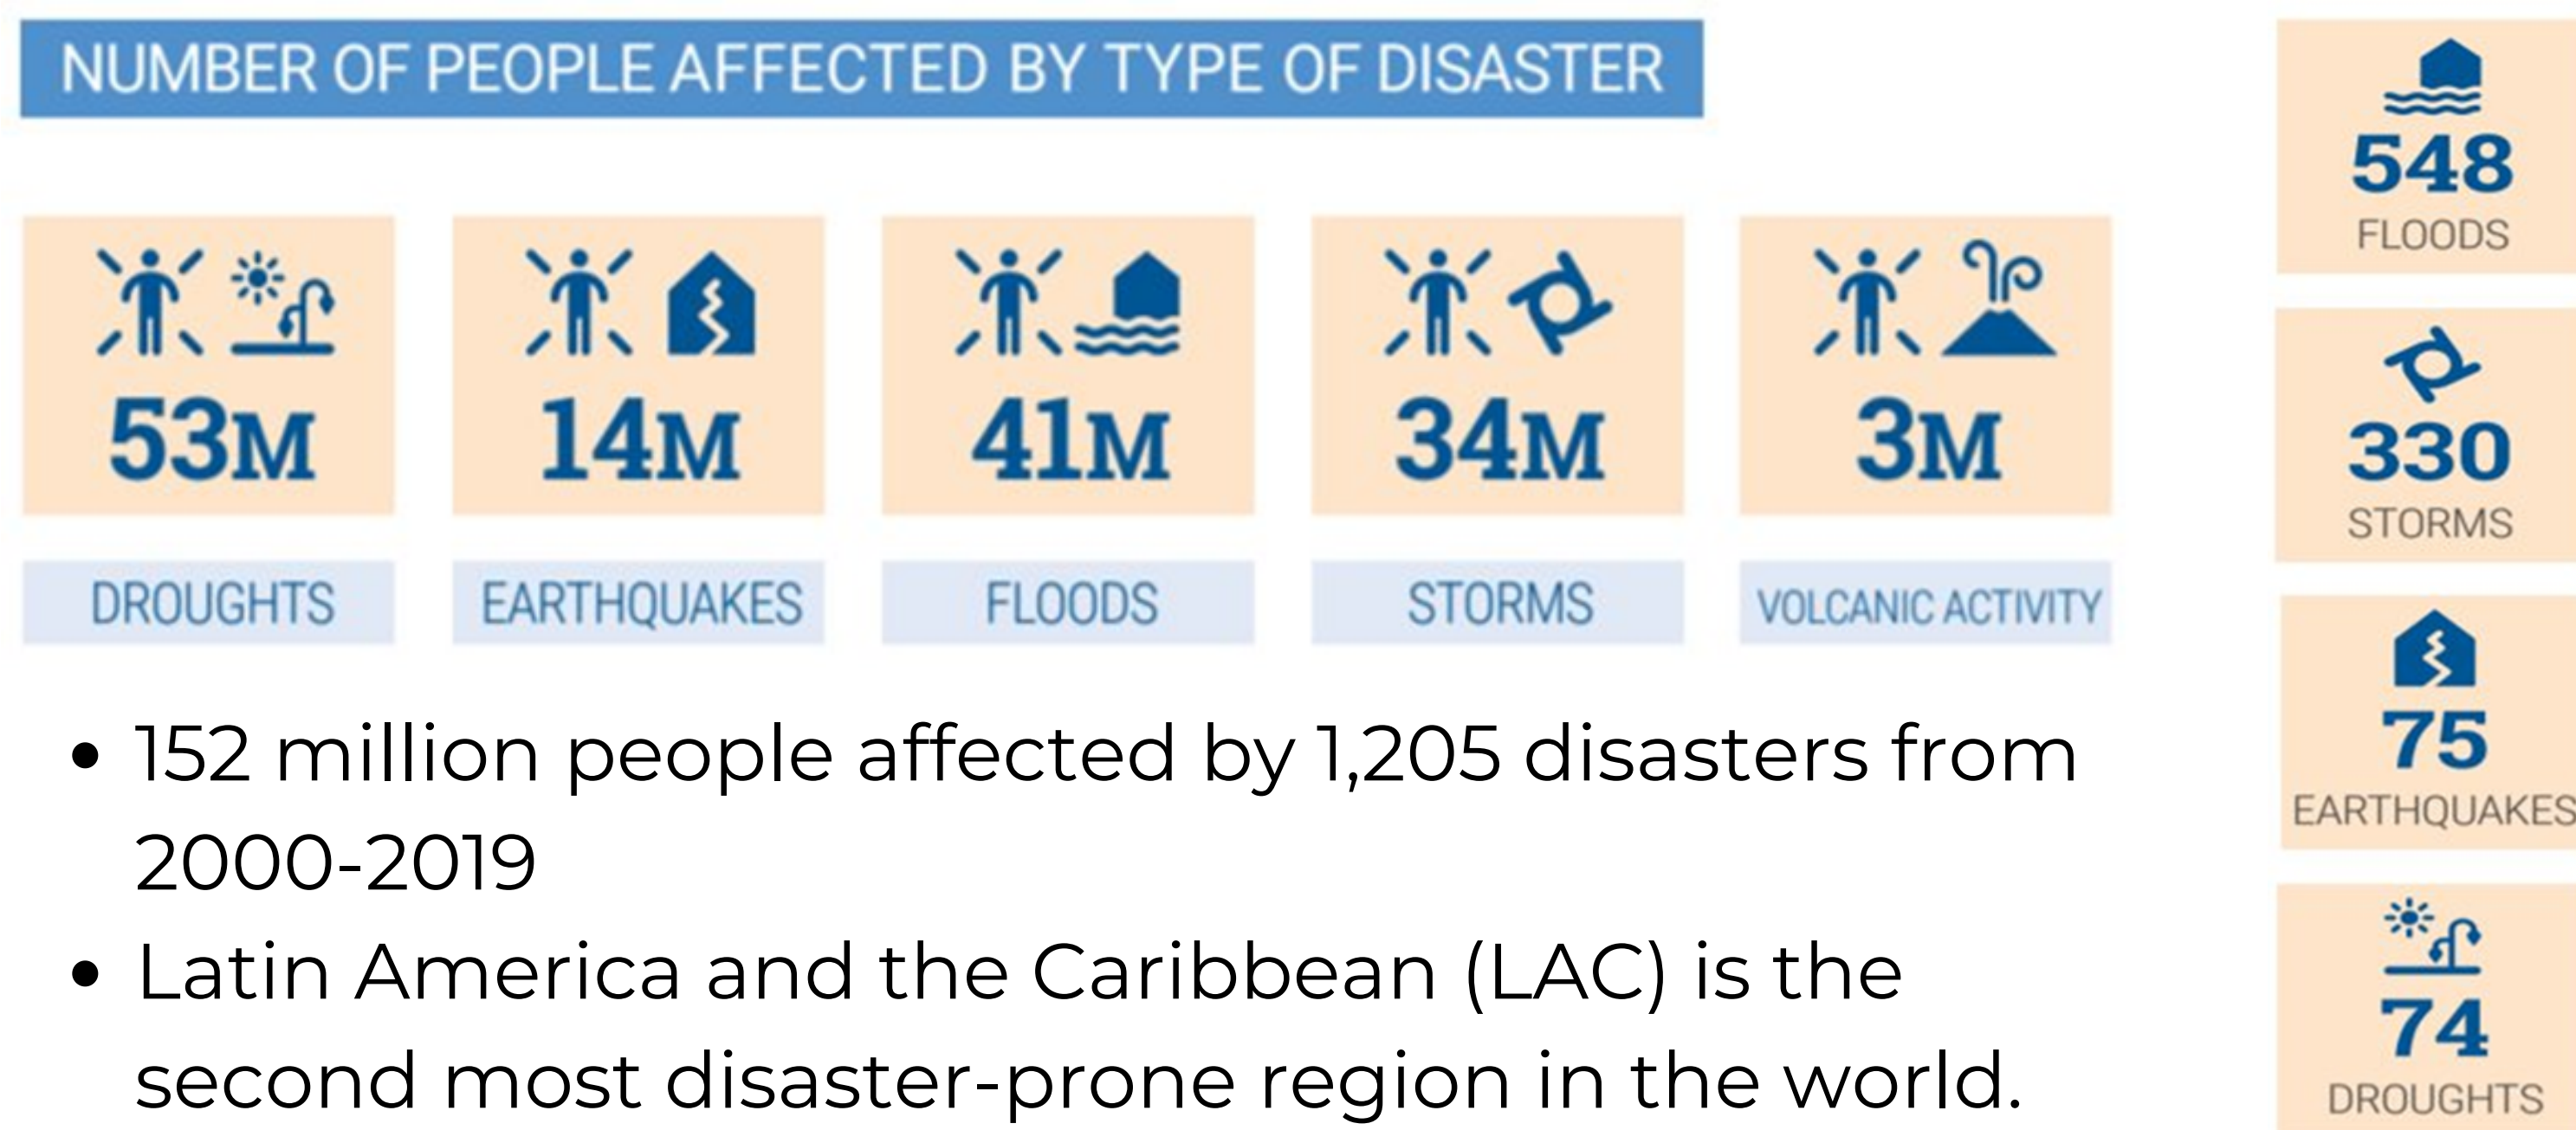 NUMBER OF PEOPLE AFFECTED BY TYPE OF DISASTER
53M
14M
41M
34M
3M
DROUGHTS
EARTHQUAKES
FLOODS
STORMS
VOLCANIC ACTIVITY
• 152 million people affected by 1,205 disasters from
2000-2019
• Latin America and the Caribbean (LAC) is the
second most disaster-prone region in the world.
548
FLOODS
330
STORMS
75
EARTHQUAKES
74
DROUGHTS